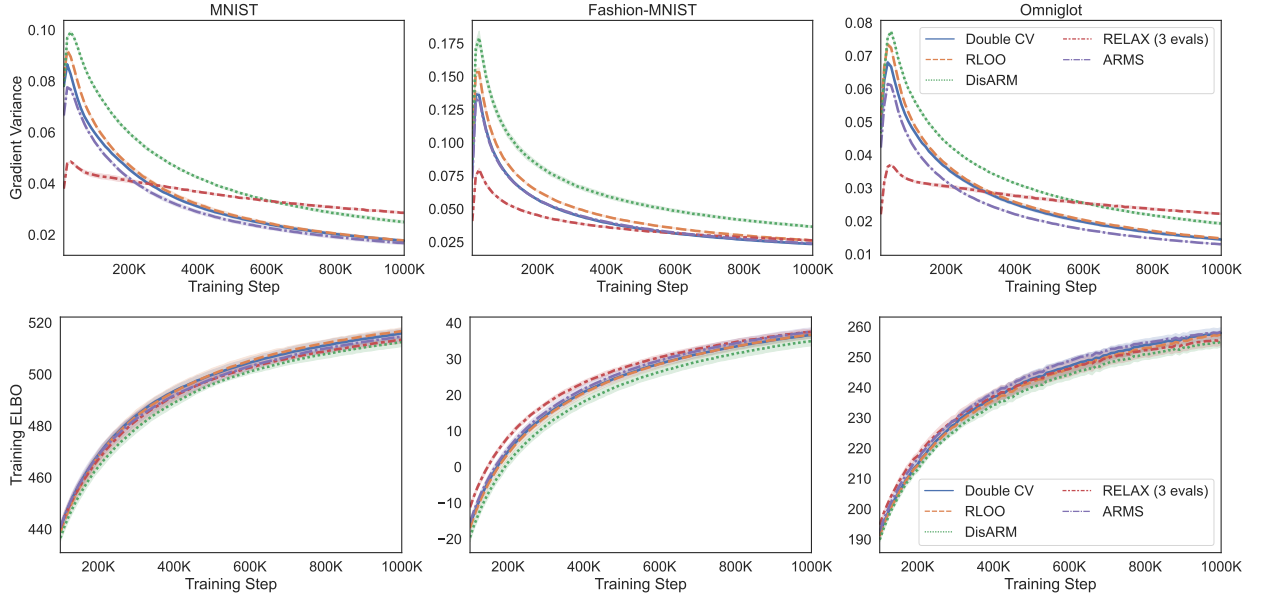 MNIST
Fashion-MNIST
Omniglot
Gradient Variance
0.10
0.08
0.06
0.04
0.02
200K 400K 600K 800K 1000K
Training Step
0.175
0.150
0.125
0.100
0.075
0.050
0.025
200K 400K 600K 800K 1000K
Training Step
0.08
0.07
0.06
0.05
0.04
0.03
0.02
0.01
Double CV
RLOO
DisARM
RELAX (3 evals)
ARMS
200K 400K 600K 800K 1000K
Training Step
Training ELBO
520
500
480
460
440
200K 400K 600K 800K 1000K
Training Step
40
30
20
10
0
−10
−20
200K 400K 600K 800K 1000K
Training Step
260
250
240
230
220
210
200
190
Double CV
RLOO
DisARM
RELAX (3 evals)
ARMS
200K 400K 600K 800K 1000K
Training Step